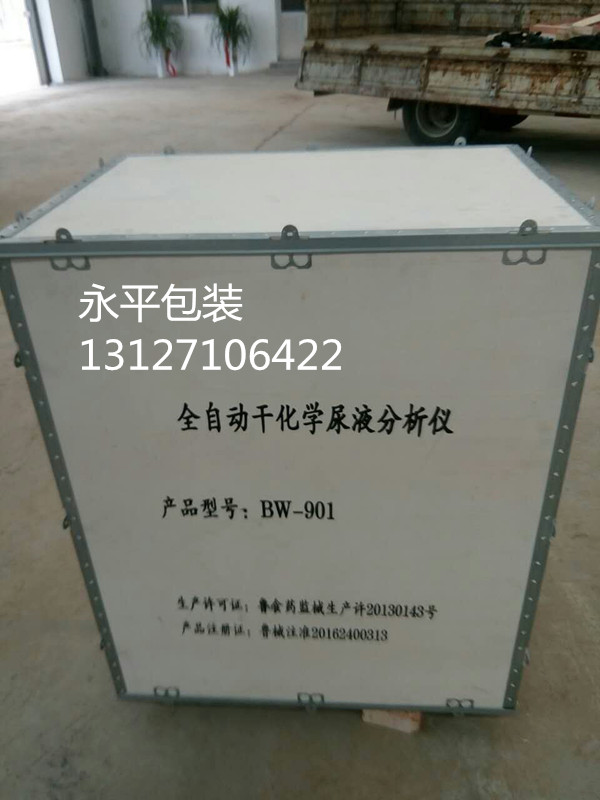 永平包装
13127106422
全自动干化学尿液分析仪
产品型号：BW-901
生产许可证：鲁食药监械生产许20130143号
产品注册证：鲁械注准20162400313